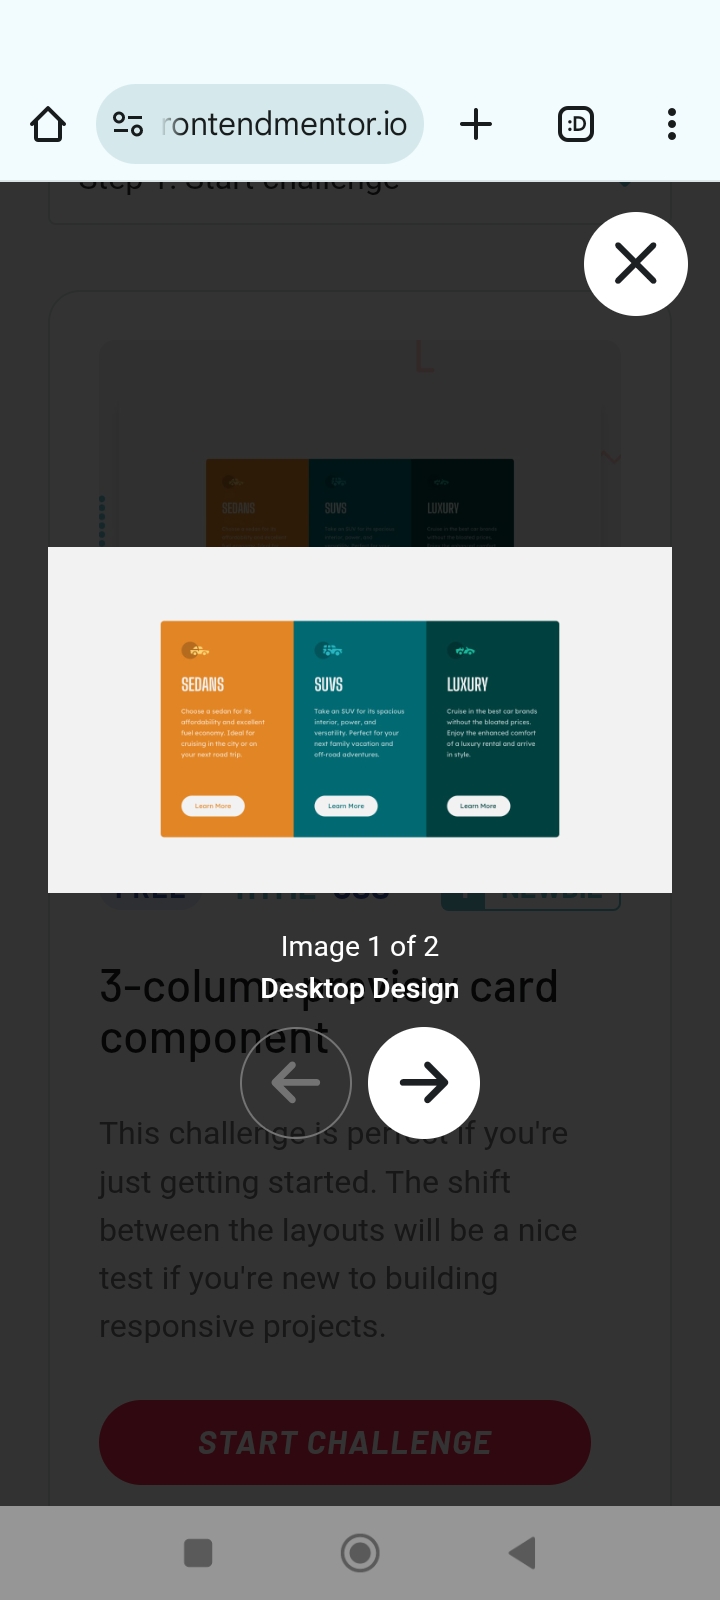 rontendmentor.io
:D
Step 1: Start challenge
SEDANS
SUVS
LUXURY
SEDANS
Choose a sedan for its
affordability and excellent
fuel economy. Ideal for
cruising in the city or on
your next road trip.
Learn More
SUVS
Take an SUV for its spacious
interior, power, and
versatility. Perfect for your
next family vacation and
off-road adventures.
Learn More
LUXURY
Cruise in the best car brands
without the bloated prices.
Enjoy the enhanced comfort
of a luxury rental and arrive
in style.
Learn More
FREE HTML CSS 1 NEWBIE
Image 1 of 2
Desktop Design
3-column preview card
component
This challenge is perfect if you're
just getting started. The shift
between the layouts will be a nice
test if you're new to building
responsive projects.
START CHALLENGE